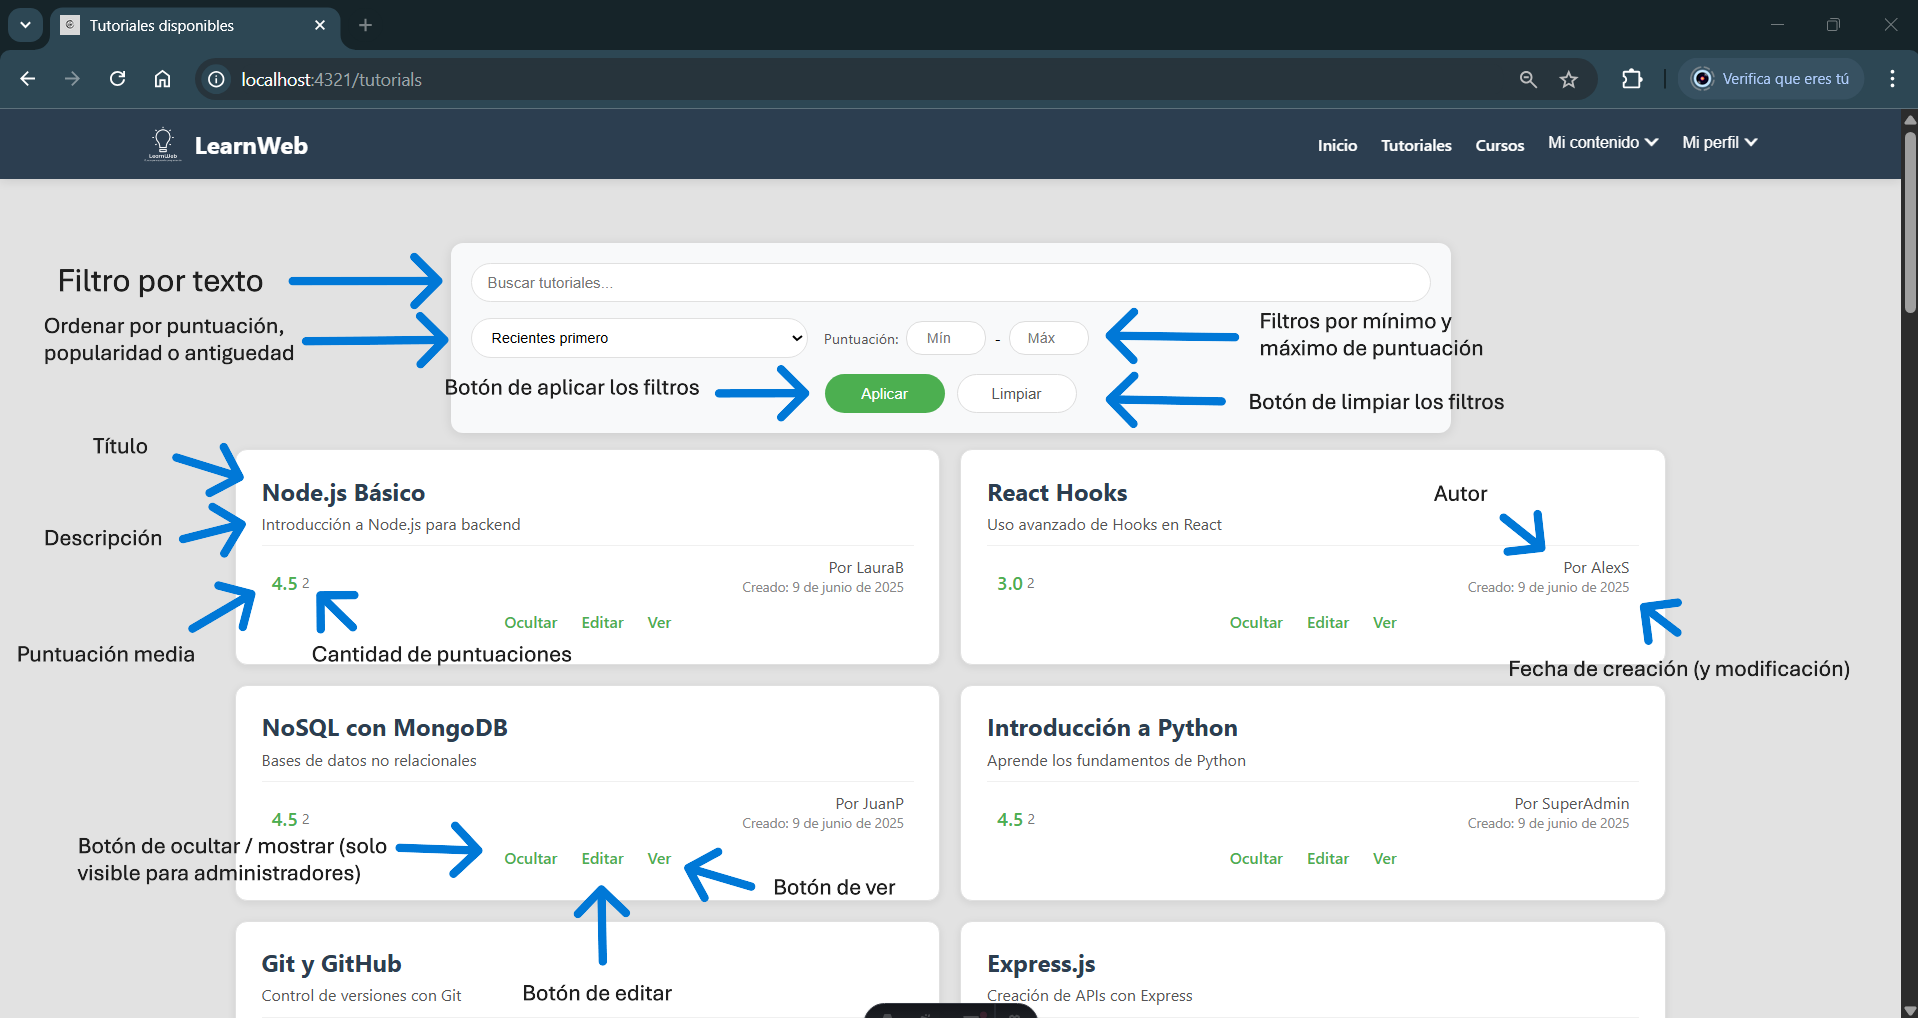 Tutoriales disponibles
localhost:4321/tutorials
Verifica que eres tú
LearnWeb
LearnWeb
Inicio
Tutoriales
Cursos
Mi contenido
Mi perfil
Filtro por texto
Buscar tutoriales...
Ordenar por puntuación,
popularidad o antiguedad
Recientes primero
Puntuación:
Mín
-
Máx
Filtros por mínimo y
máximo de puntuación
Botón de aplicar los filtros
Aplicar
Limpiar
Botón de limpiar los filtros
Título
Node.js Básico
Descripción
Introducción a Node.js para backend
4.5 2
Por LauraB
Creado: 9 de junio de 2025
Ocultar
Editar
Ver
Puntuación media
Cantidad de puntuaciones
React Hooks
Autor
Uso avanzado de Hooks en React
3.0 2
Por AlexS
Creado: 9 de junio de 2025
Ocultar
Editar
Ver
Fecha de creación (y modificación)
NoSQL con MongoDB
Bases de datos no relacionales
4.5 2
Por JuanP
Creado: 9 de junio de 2025
Botón de ocultar / mostrar (solo
visible para administradores)
Ocultar
Editar
Ver
Botón de ver
Botón de editar
Introducción a Python
Aprende los fundamentos de Python
4.5 2
Por SuperAdmin
Creado: 9 de junio de 2025
Ocultar
Editar
Ver
Git y GitHub
Control de versiones con Git
Express.js
Creación de APIs con Express